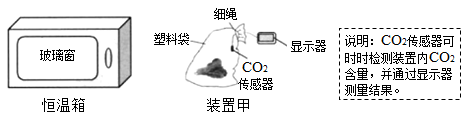 玻璃窗
恒温箱
细绳
塑料袋
显示器
CO2
传感器
装置甲
说明：CO2传感器可
时时检测装置内CO2
含量，并通过显示器
测量结果。